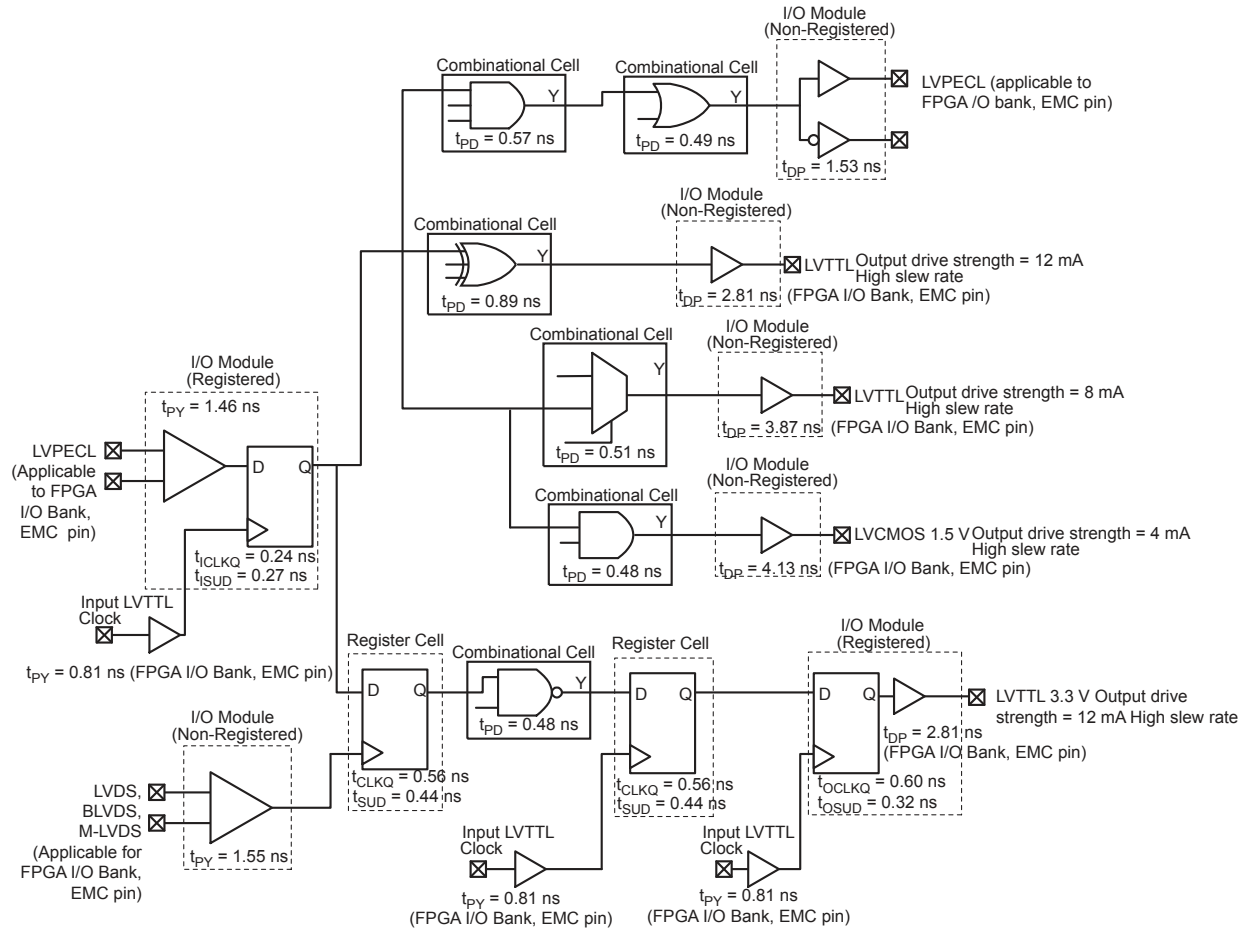 I/O Module
(Non-Registered)
Combinational Cell
Y
tPD = 0.57 ns
Combinational Cell
Y
tPD = 0.49 ns
LVPECL (applicable to
FPGA /O bank, EMC pin)
tDP = 1.53 ns
I/O Module
(Non-Registered)
Combinational Cell
Y
tPD = 0.89 ns
tDP = 2.81 ns
LVTTL Output drive strength = 12 mA
High slew rate
(FPGA I/O Bank, EMC pin)
I/O Module
(Non-Registered)
Combinational Cell
Y
tPD = 0.51 ns
tDP = 3.87 ns
LVTTL Output drive strength = 8 mA
High slew rate
(FPGA I/O Bank, EMC pin)
I/O Module
(Registered)
tPY = 1.46 ns
LVPECL
(Applicable
to FPGA
I/O Bank,
EMC pin)
D
Q
tICLKQ = 0.24 ns
tISUD = 0.27 ns
Input LVTTL
Clock
tPY = 0.81 ns (FPGA I/O Bank, EMC pin)
I/O Module
(Non-Registered)
Combinational Cell
Y
tPD = 0.48 ns
tDP = 4.13 ns
LVCMOS 1.5 V Output drive strength = 4 mA
High slew rate
(FPGA I/O Bank, EMC pin)
I/O Module
(Non-Registered)
LVDS,
BLVDS,
M-LVDS
(Applicable for
FPGA I/O Bank,
EMC pin)
tPY = 1.55 ns
Register Cell
D
Q
tCLKQ = 0.56 ns
tSUD = 0.44 ns
Combinational Cell
Y
tPD = 0.48 ns
Register Cell
D
Q
tCLKQ = 0.56 ns
tSUD = 0.44 ns
Input LVTTL
Clock
tPY = 0.81 ns
(FPGA I/O Bank, EMC pin)
I/O Module
(Registered)
D
Q
tDP = 2.81 ns
(FPGA I/O Bank, EMC pin)
tOCLKQ = 0.60 ns
tOSUD = 0.32 ns
LVTTL 3.3 V Output drive
strength = 12 mA High slew rate
Input LVTTL
Clock
tPY = 0.81 ns
(FPGA I/O Bank, EMC pin)